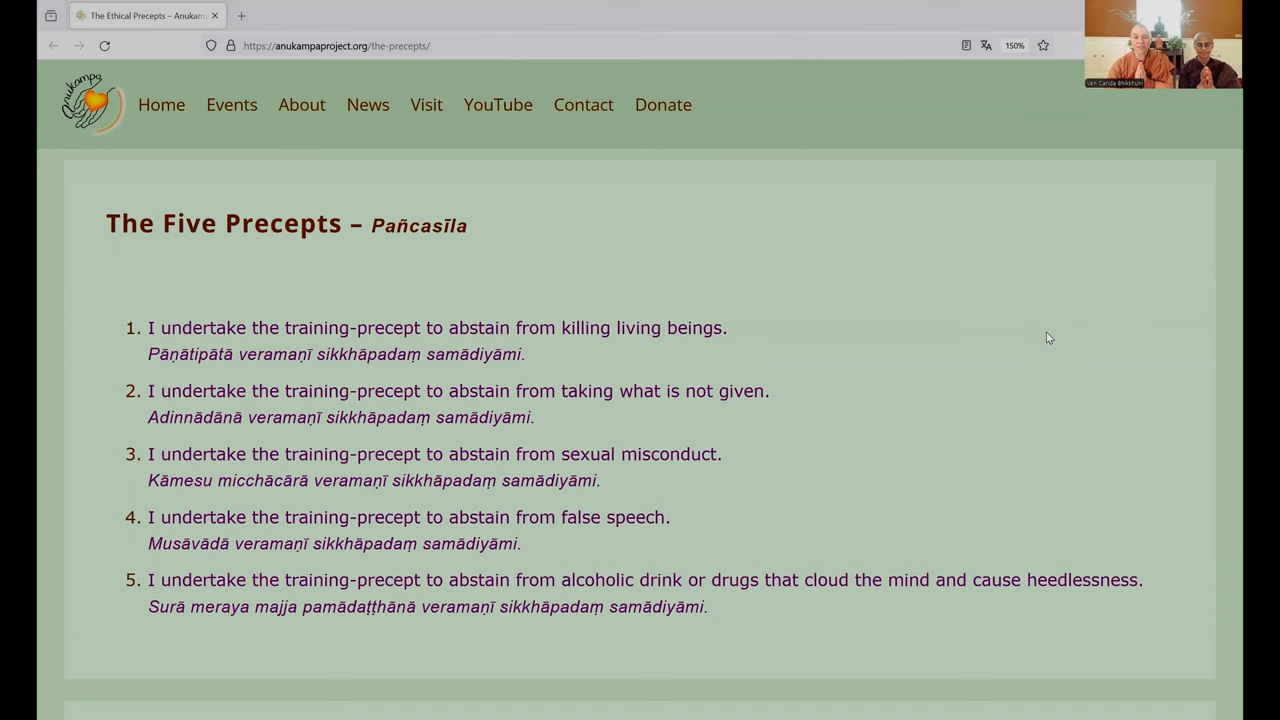 The Ethical Precepts – Anukam
https://anukampaproject.org/the-precepts/
150%
Ven Canda Bhikkhuni
Anukampa
Home Events About News Visit YouTube Contact Donate
The Five Precepts – Pañcasīla
1. I undertake the training-precept to abstain from killing living beings.
Pāṇātipātā veramaṇī sikkhāpadaṃ samādiyāmi.
2. I undertake the training-precept to abstain from taking what is not given.
Adinnādānā veramaṇī sikkhāpadaṃ samādiyāmi.
3. I undertake the training-precept to abstain from sexual misconduct.
Kāmesu micchācārā veramaṇī sikkhāpadaṃ samādiyāmi.
4. I undertake the training-precept to abstain from false speech.
Musāvādā veramaṇī sikkhāpadaṃ samādiyāmi.
5. I undertake the training-precept to abstain from alcoholic drink or drugs that cloud the mind and cause heedlessness.
Surā meraya majja pamādaṭṭhānā veramaṇī sikkhāpadaṃ samādiyāmi.